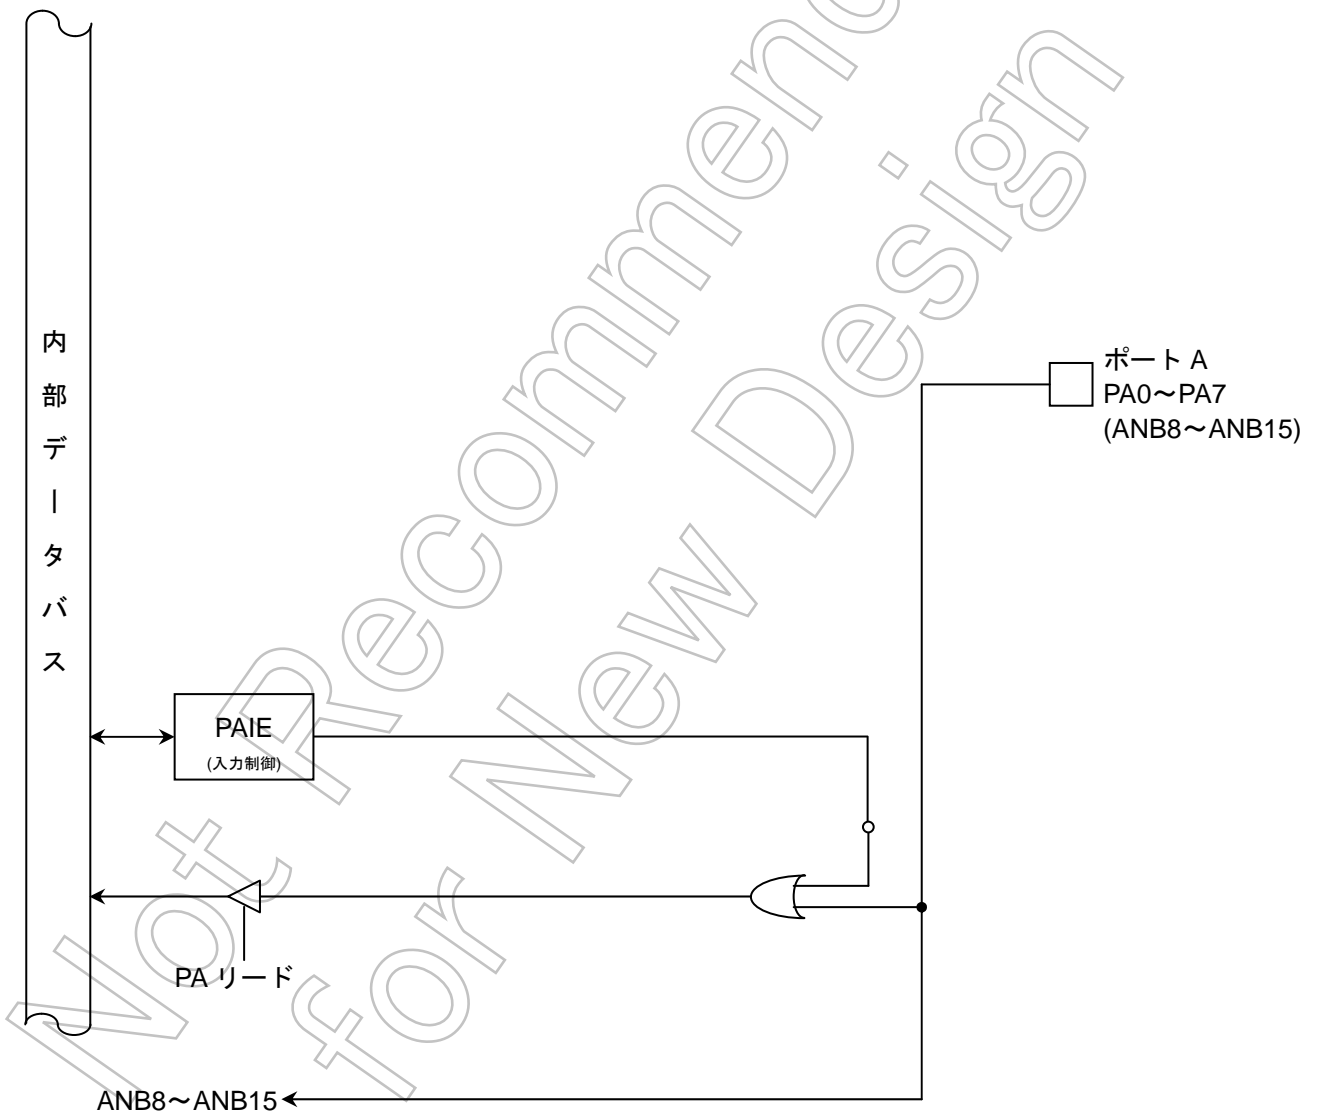 内部データバス
ポート A
PA0～PA7
(ANB8～ANB15)
PAIE
(入力制御)
PA リード
ANB8～ANB15
Not Recommend
for New Design